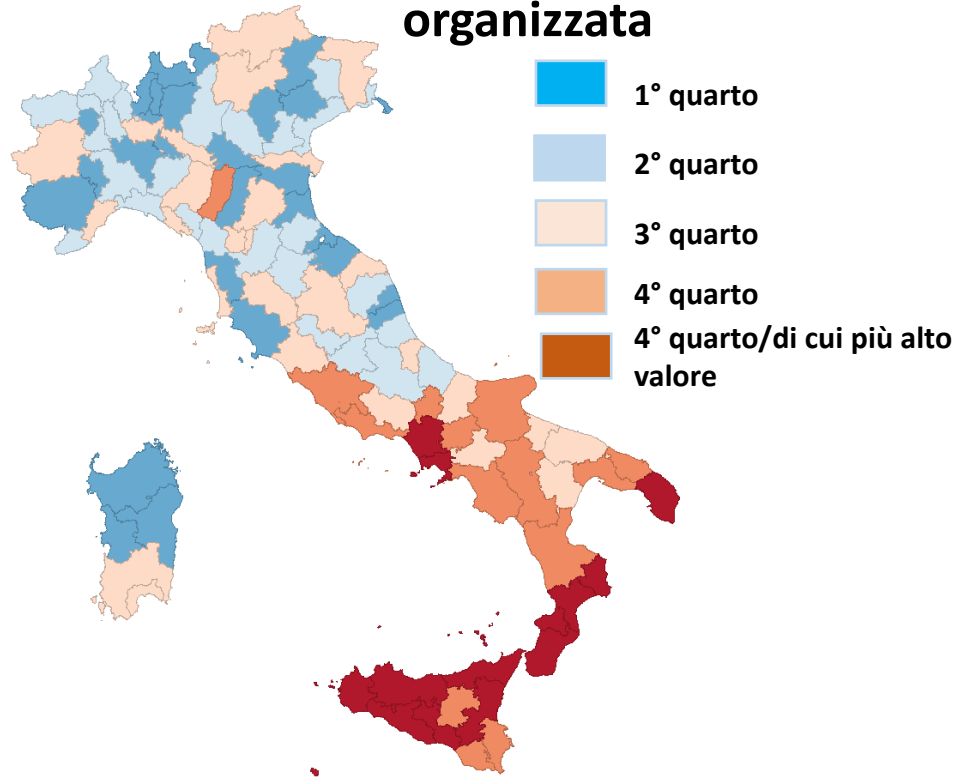 organizzata
1° quarto
2° quarto
3° quarto
4° quarto
4° quarto/di cui più alto
valore